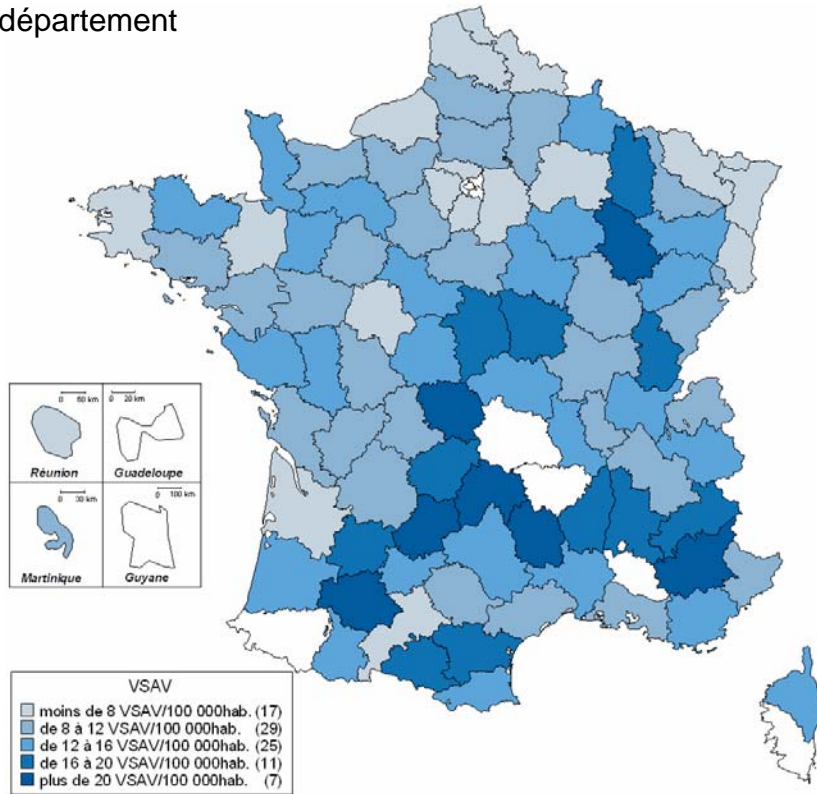 département
0 60 km
0 20 km
Réunion
Guadeloupe
0 30 km
0 100 km
Martinique
Guyane
VSAV
moins de 8 VSAV/100 000hab. (17)
de 8 à 12 VSAV/100 000hab. (29)
de 12 à 16 VSAV/100 000hab. (25)
de 16 à 20 VSAV/100 000hab. (11)
plus de 20 VSAV/100 000hab. (7)